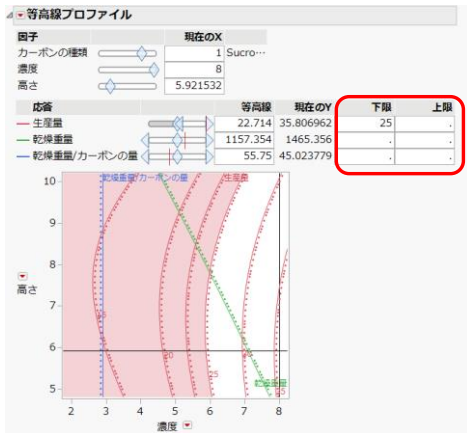 等高線プロファイル
因子 現在のX
カーボンの種類 1 Sucro…
濃度 8
高さ 5.921532
応答 等高線 現在のY 下限 上限
生産量 22.714 35.806962 25 .
乾燥重量 1157.354 1465.356 . .
乾燥重量/カーボンの量 55.75 45.023779 . .
乾燥重量/カーボンの量 生産量
10
9
8
高さ
7
6
5
20
25
乾燥重量
2 3 4 5 6 7 8
濃度